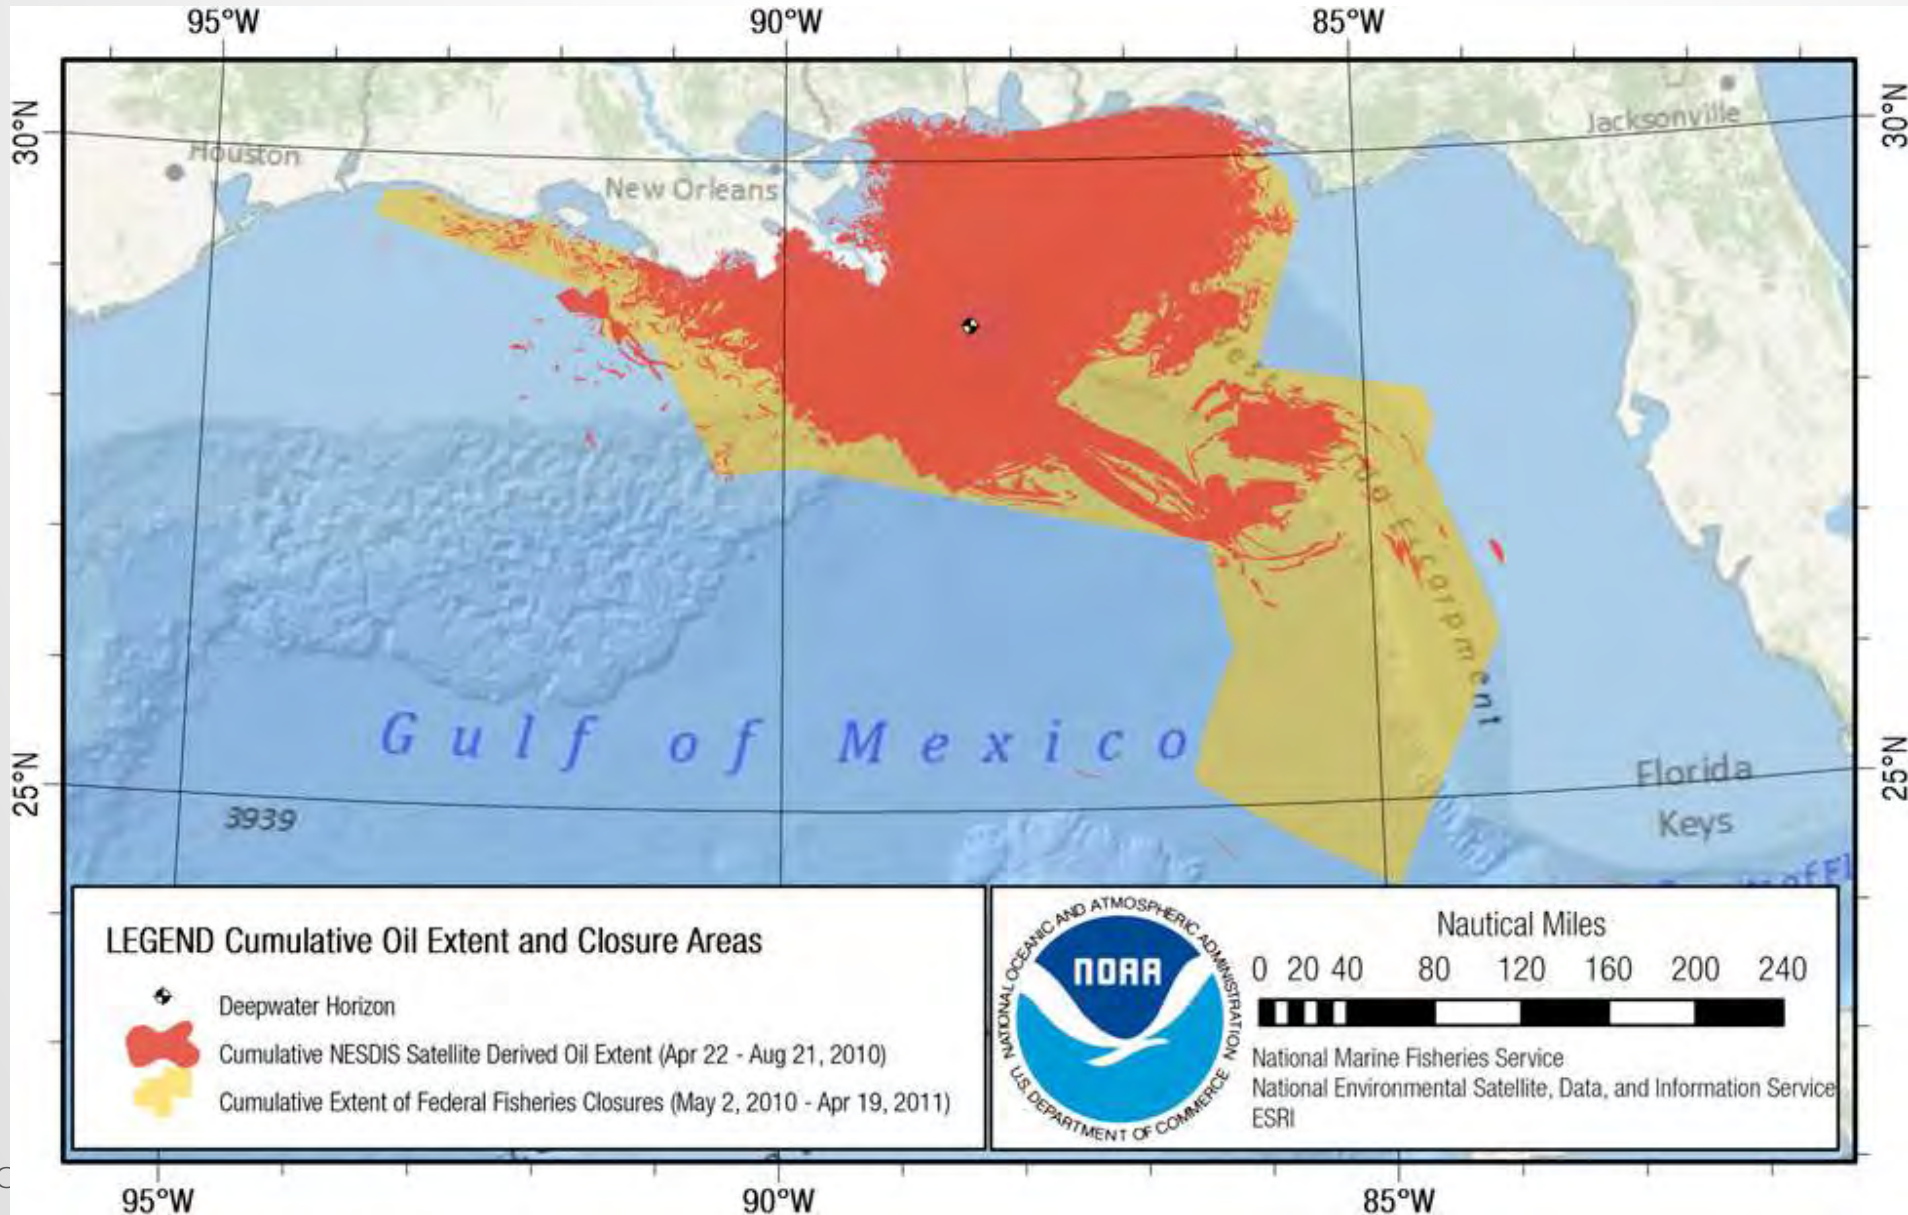 95°W
90°W
85°W
30°N
30°N
Houston
New Orleans
Jacksonville
Escarpment
Gulf of Mexico
25°N
25°N
3939
Florida
Keys
LEGEND Cumulative Oil Extent and Closure Areas
Deepwater Horizon
Cumulative NESDIS Satellite Derived Oil Extent (Apr 22 - Aug 21, 2010)
Cumulative Extent of Federal Fisheries Closures (May 2, 2010 - Apr 19, 2011)
NATIONAL OCEANIC AND ATMOSPHERIC ADMINISTRATION
NOAA
U.S. DEPARTMENT OF COMMERCE
Nautical Miles
0 20 40 80 120 160 200 240
National Marine Fisheries Service
National Environmental Satellite, Data, and Information Service
ESRI
95°W
90°W
85°W